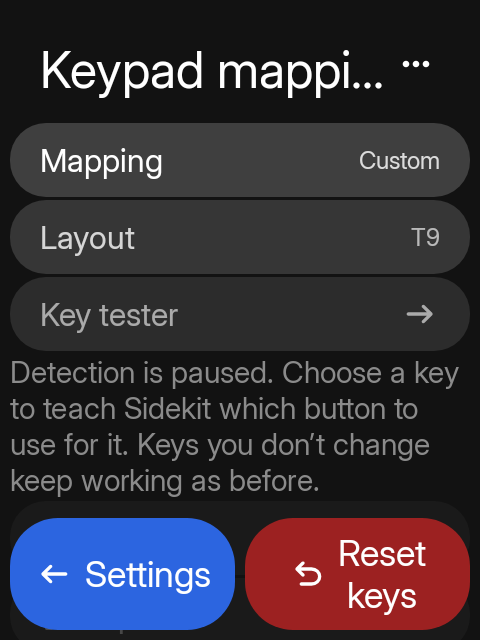 Keypad mappi...
Mapping
Custom
Layout
T9
Key tester
Detection is paused. Choose a key
to teach Sidekit which button to
use for it. Keys you don’t change
keep working as before.
Settings
Reset
keys